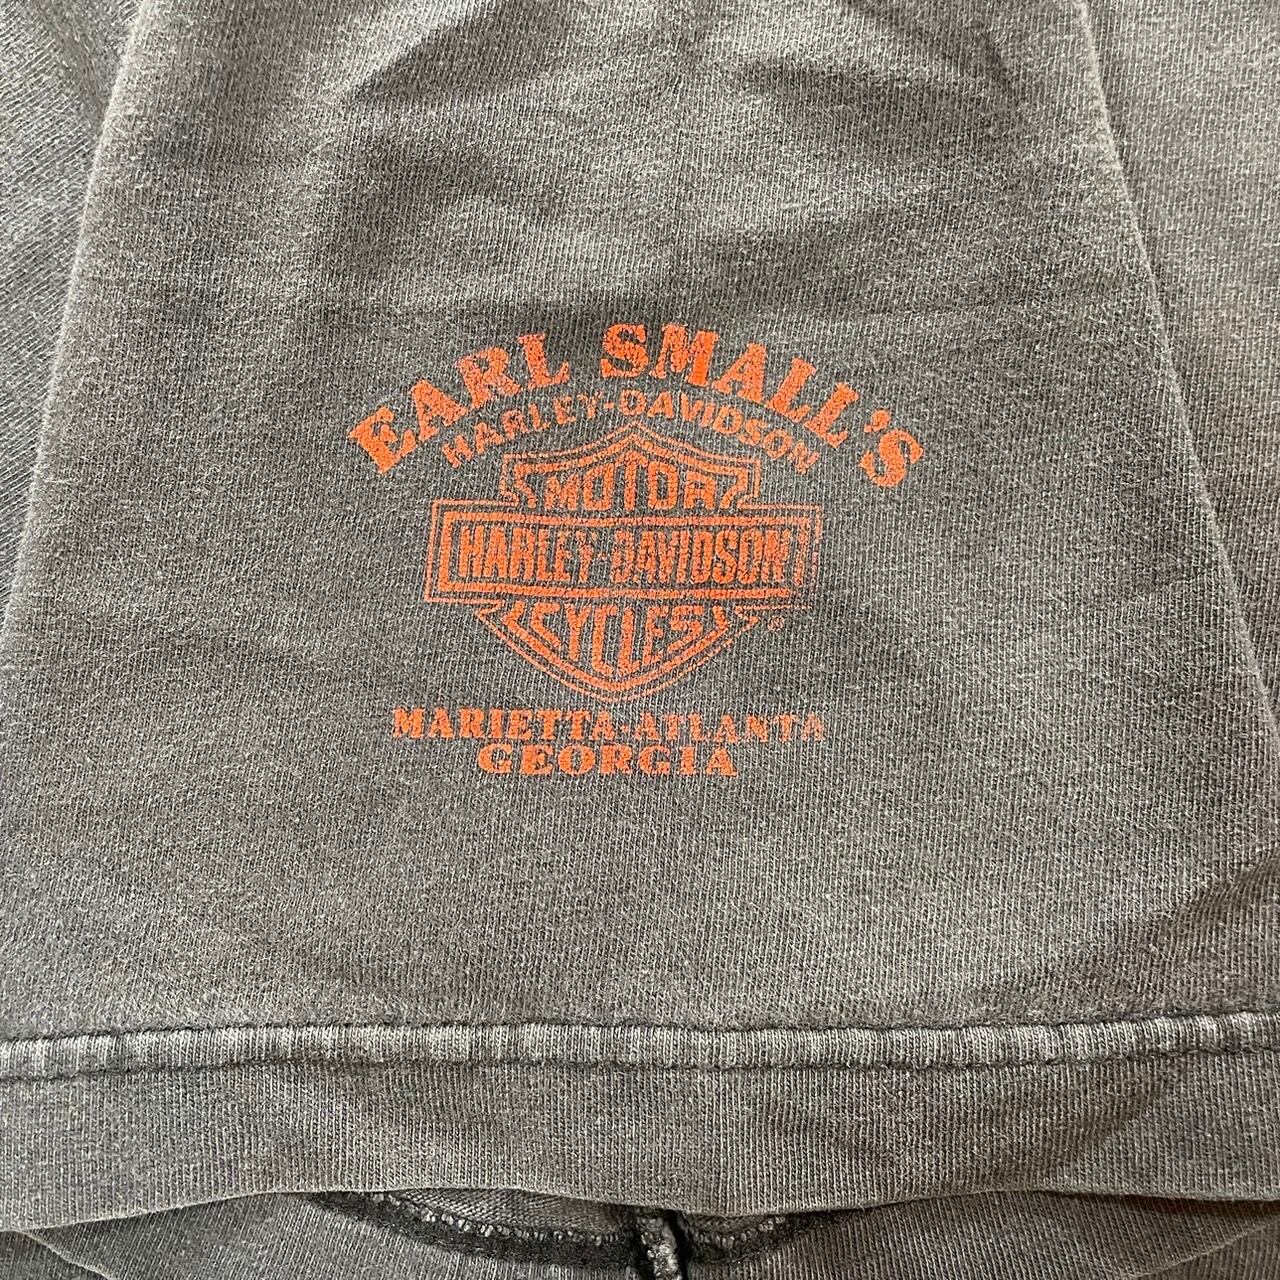 EARL SMALL'S
HARLEY-DAVIDSON
MOTOR
HARLEY-DAVIDSON
CYCLES
®
MARIETTA-ATLANTA
GEORGIA